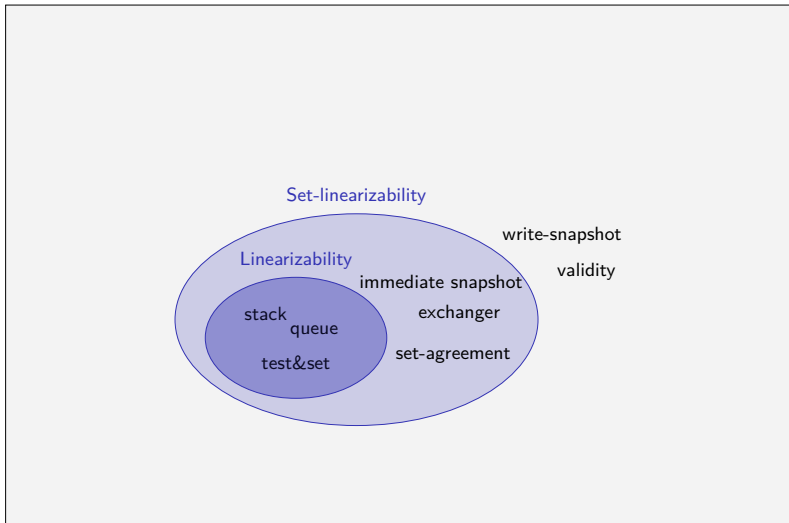 Set-linearizability
write-snapshot
Linearizability
validity
immediate snapshot
stack
exchanger
queue
set-agreement
test&set